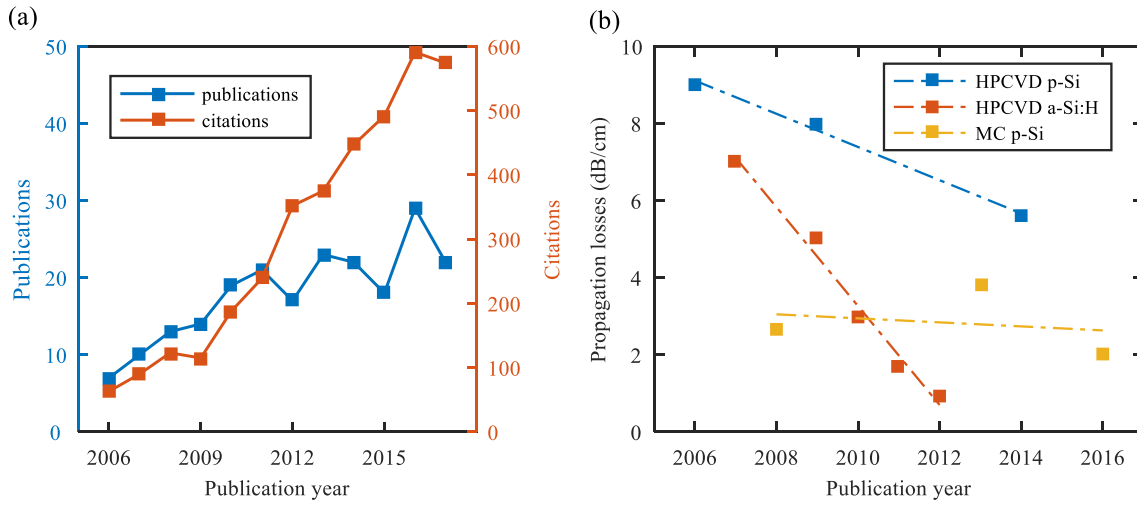 (a)
50
40
30
20
10
0
Publications
600
500
400
300
200
100
0
Citations
publications
citations
2006
2009
2012
2015
Publication year
(b)
10
8
6
4
2
0
Propagation losses (dB/cm)
HPCVD p-Si
HPCVD a-Si:H
MC p-Si
2006
2008
2010
2012
2014
2016
Publication year